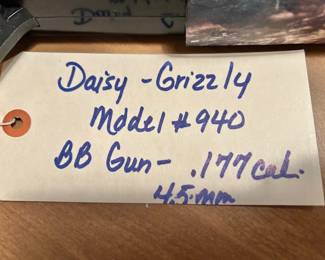 Daisy - Grizzly
Model # 940
BB Gun - .177 cal.
4.5 mm